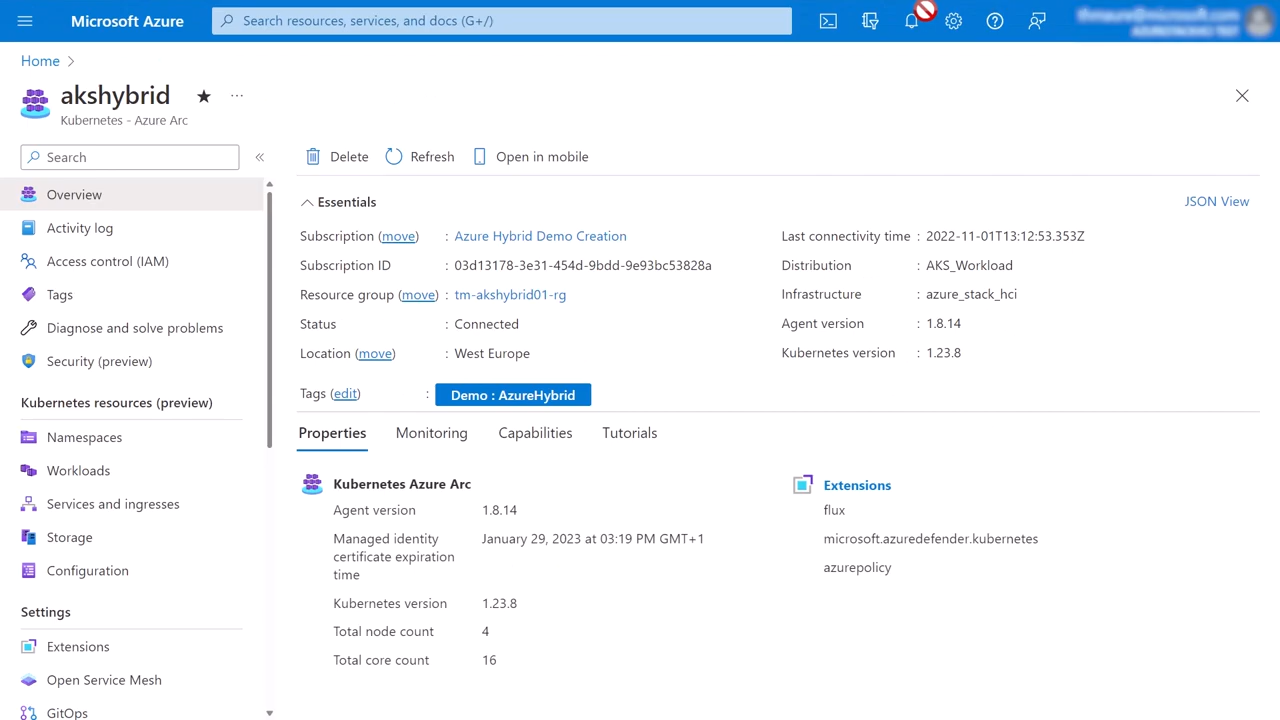 Microsoft Azure
Search resources, services, and docs (G+/)
Home
akshybrid
Kubernetes - Azure Arc
Search
Overview
Activity log
Access control (IAM)
Tags
Diagnose and solve problems
Security (preview)
Kubernetes resources (preview)
Namespaces
Workloads
Services and ingresses
Storage
Configuration
Settings
Extensions
Open Service Mesh
GitOps
Delete Refresh Open in mobile
Essentials JSON View
Subscription (move) : Azure Hybrid Demo Creation
Subscription ID : 03d13178-3e31-454d-9bdd-9e93bc53828a
Resource group (move) : tm-akshybrid01-rg
Status : Connected
Location (move) : West Europe
Last connectivity time : 2022-11-01T13:12:53.353Z
Distribution : AKS_Workload
Infrastructure : azure_stack_hci
Agent version : 1.8.14
Kubernetes version : 1.23.8
Tags (edit) : Demo : AzureHybrid
Properties Monitoring Capabilities Tutorials
Kubernetes Azure Arc
Agent version 1.8.14
Managed identity January 29, 2023 at 03:19 PM GMT+1
certificate expiration
time
Kubernetes version 1.23.8
Total node count 4
Total core count 16
Extensions
flux
microsoft.azuredefender.kubernetes
azurepolicy